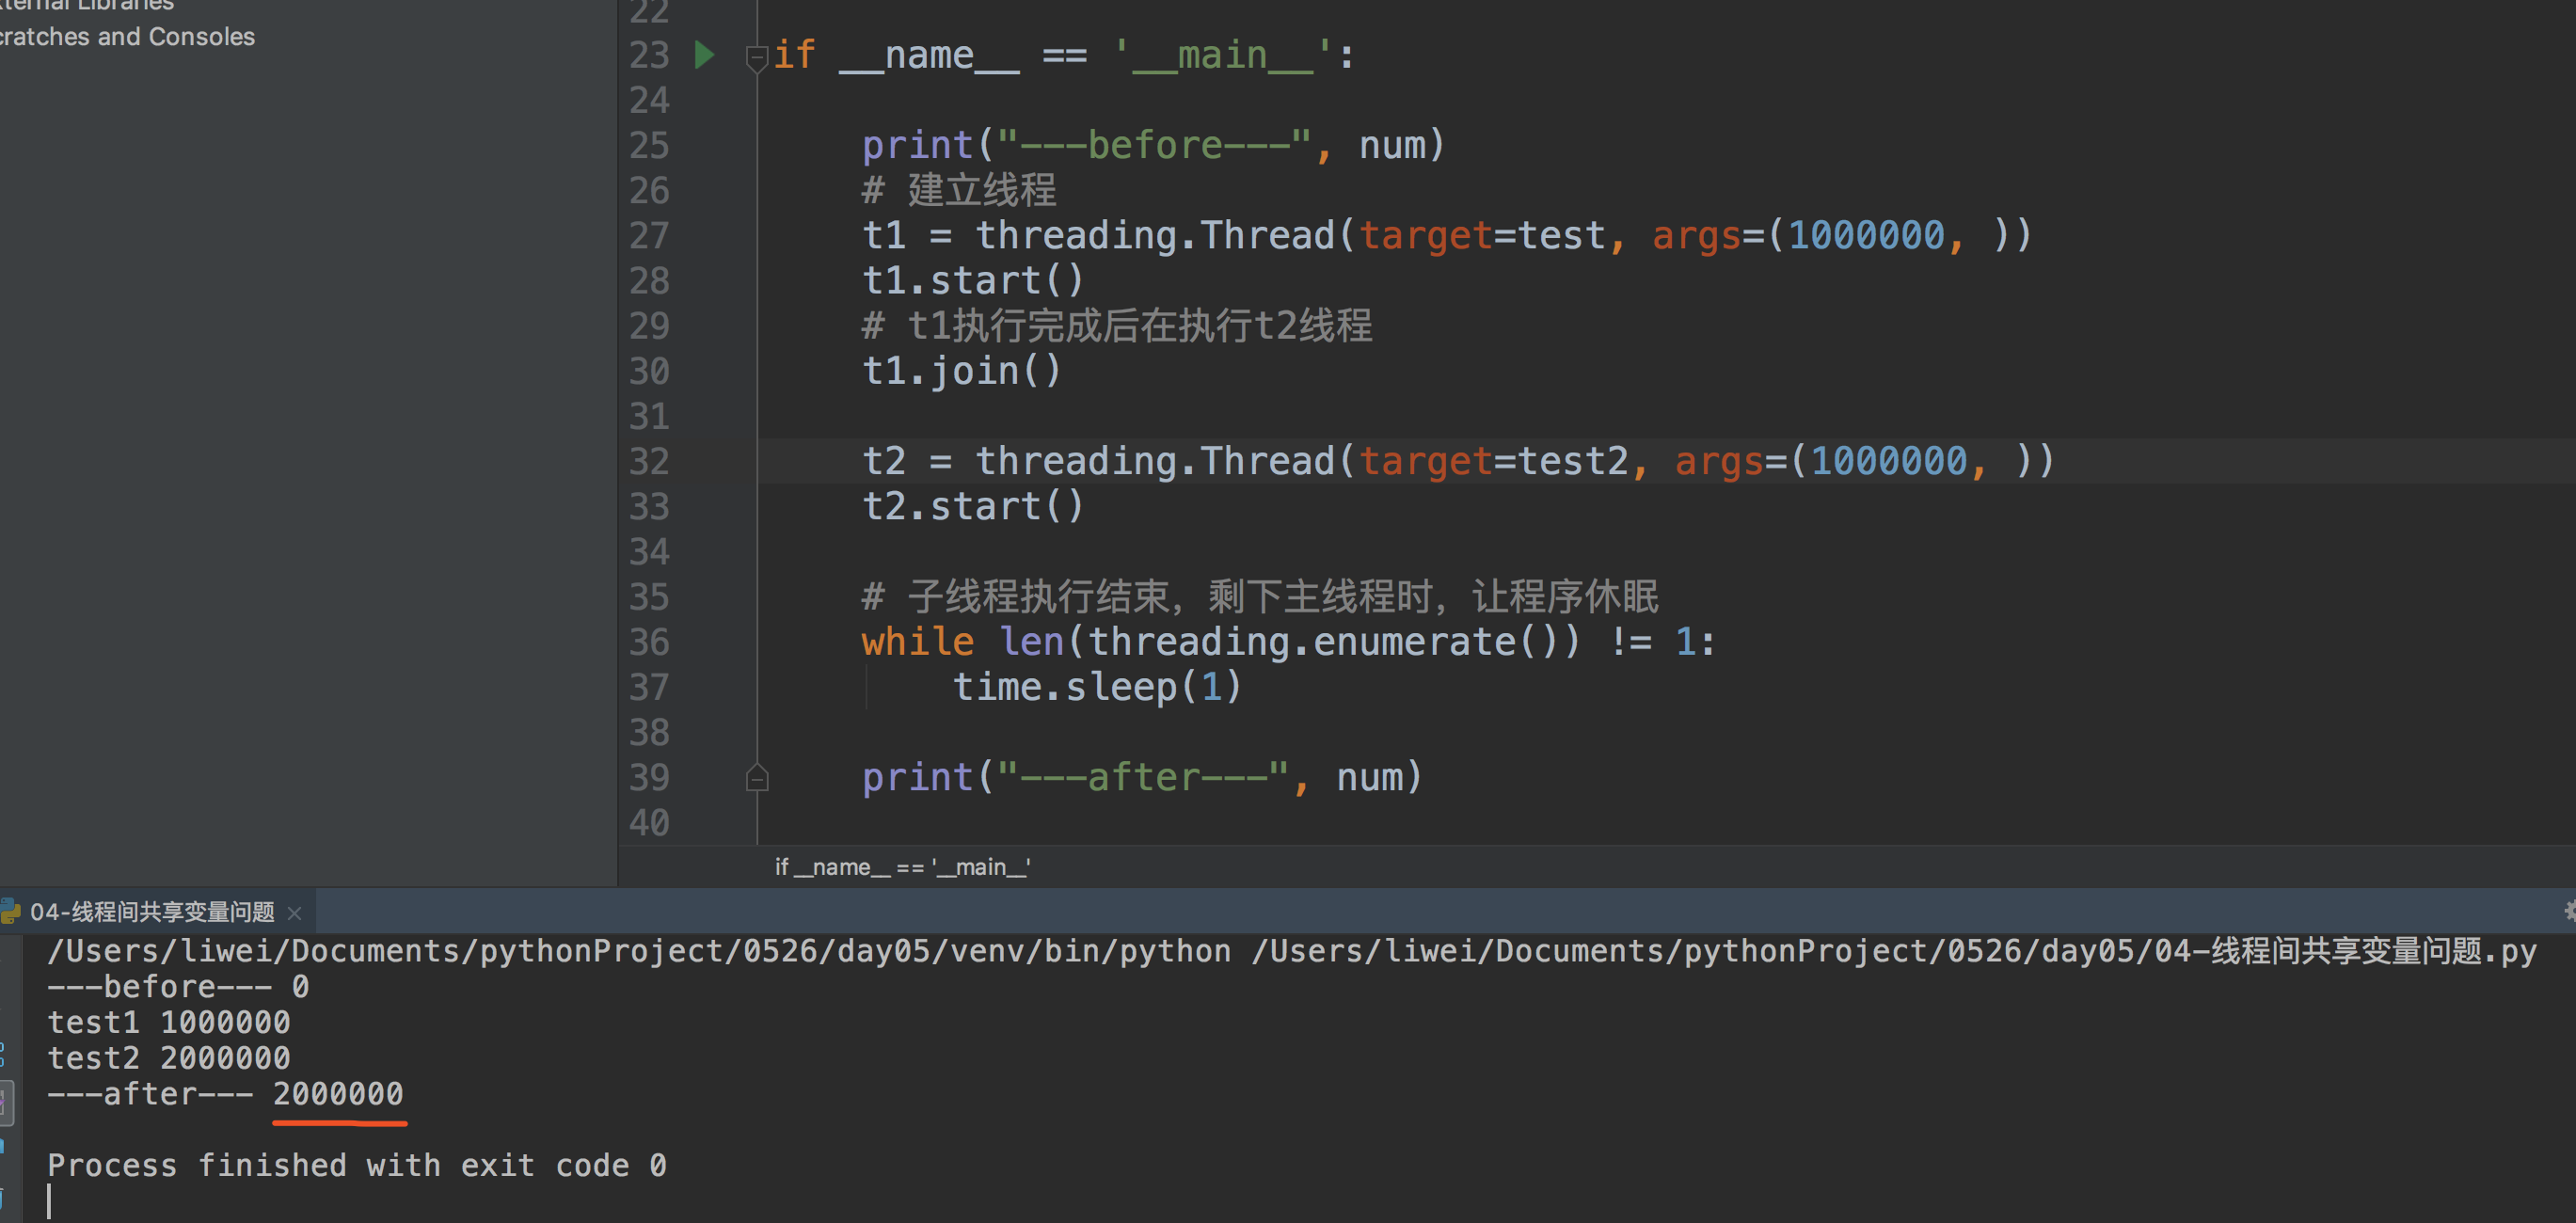 External Libraries
Scratches and Consoles
22
23 if __name__ == '__main__':
24
25 print("---before---", num)
26 # 建立线程
27 t1 = threading.Thread(target=test, args=(1000000, ))
28 t1.start()
29 # t1执行完成后在执行t2线程
30 t1.join()
31
32 t2 = threading.Thread(target=test2, args=(1000000, ))
33 t2.start()
34
35 # 子线程执行结束，剩下主线程时，让程序休眠
36 while len(threading.enumerate()) != 1:
37 time.sleep(1)
38
39 print("---after---", num)
40
if __name__ == '__main__'
04-线程间共享变量问题
/Users/liwei/Documents/pythonProject/0526/day05/venv/bin/python /Users/liwei/Documents/pythonProject/0526/day05/04-线程间共享变量问题.py
---before--- 0
test1 1000000
test2 2000000
---after--- 2000000
Process finished with exit code 0